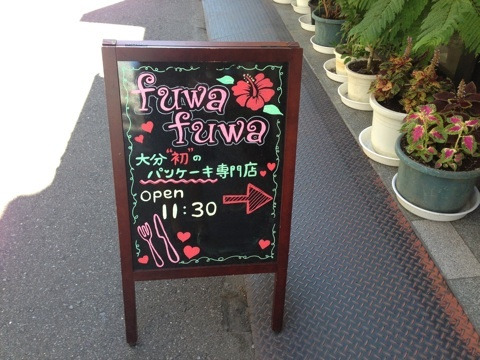 fuwa
fuwa
大分"初"の
パンケーキ専門店
open
11:30